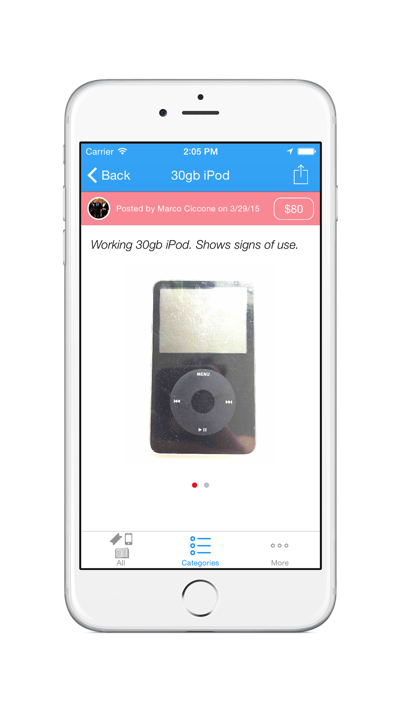 Carrier 2:05 PM
Back 30gb iPod
Posted by Marco Ciccone on 3/29/15 $80
Working 30gb iPod. Shows signs of use.
MENU
All Categories More